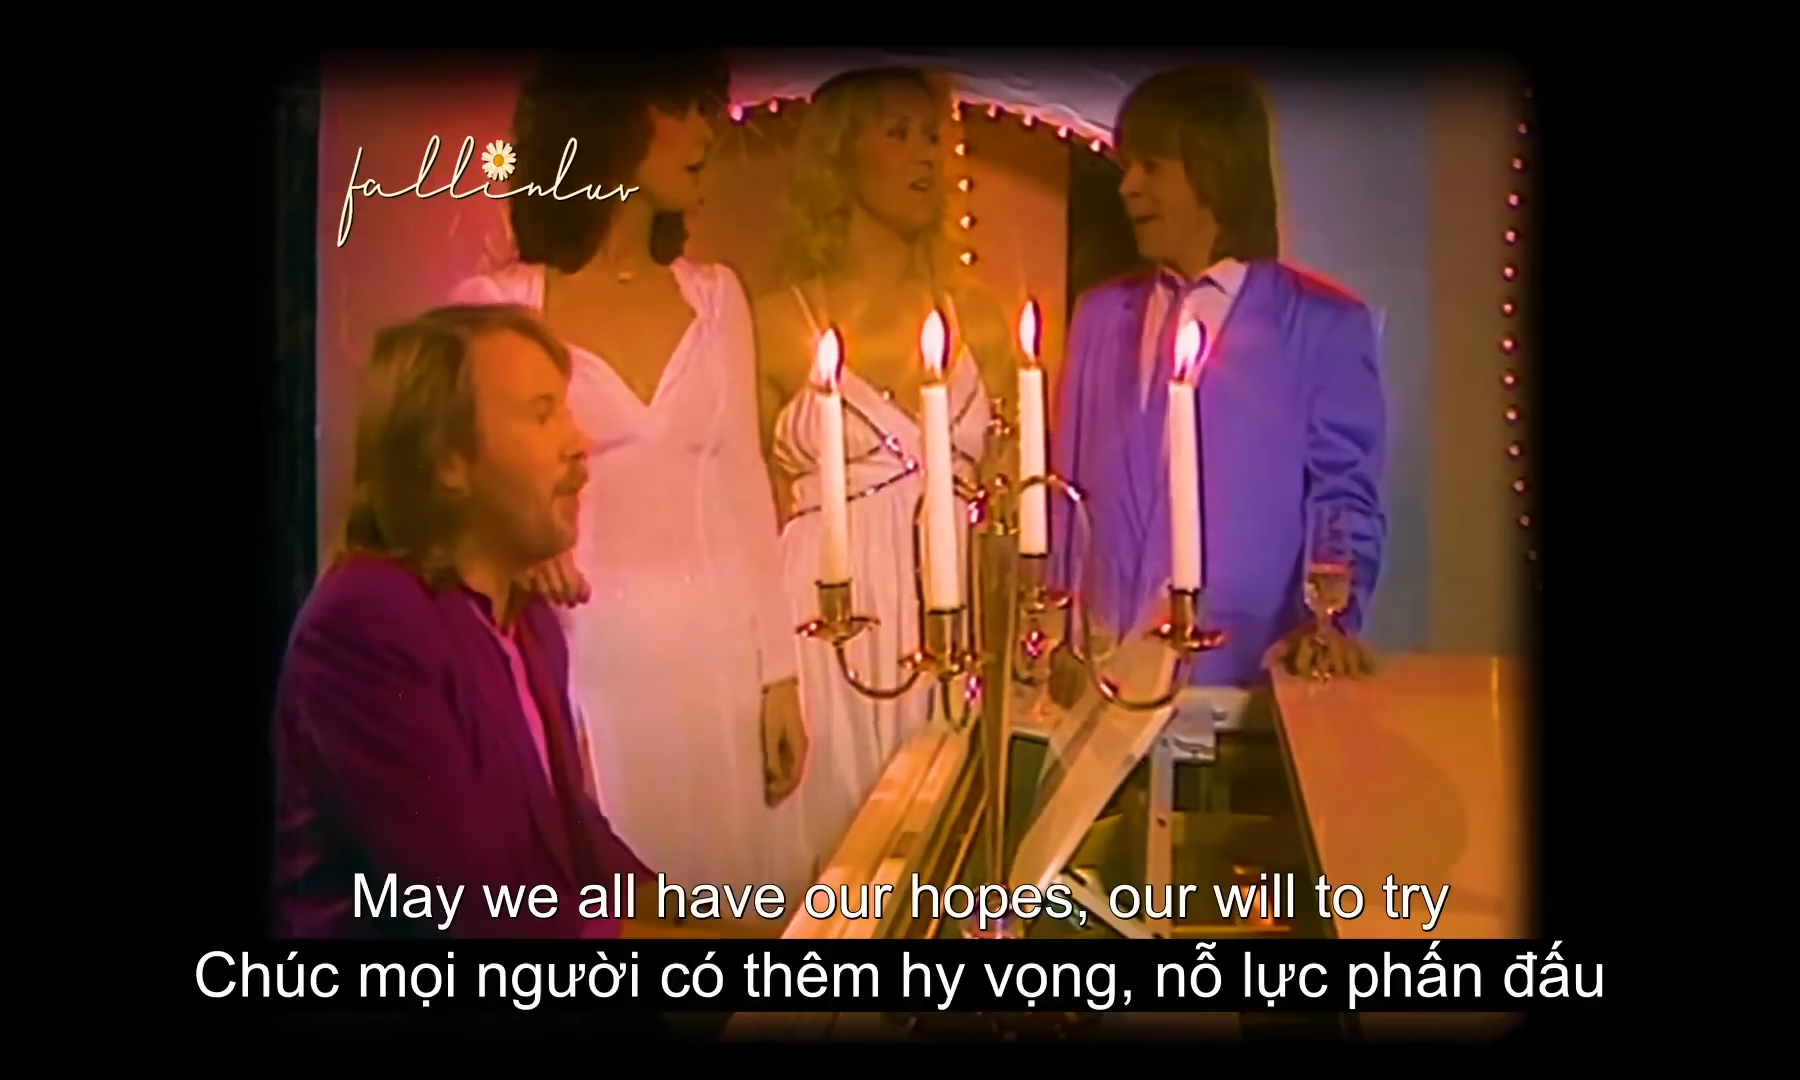 fallinluv
May we all have our hopes, our will to try
Chúc mọi người có thêm hy vọng, nỗ lực phấn đấu